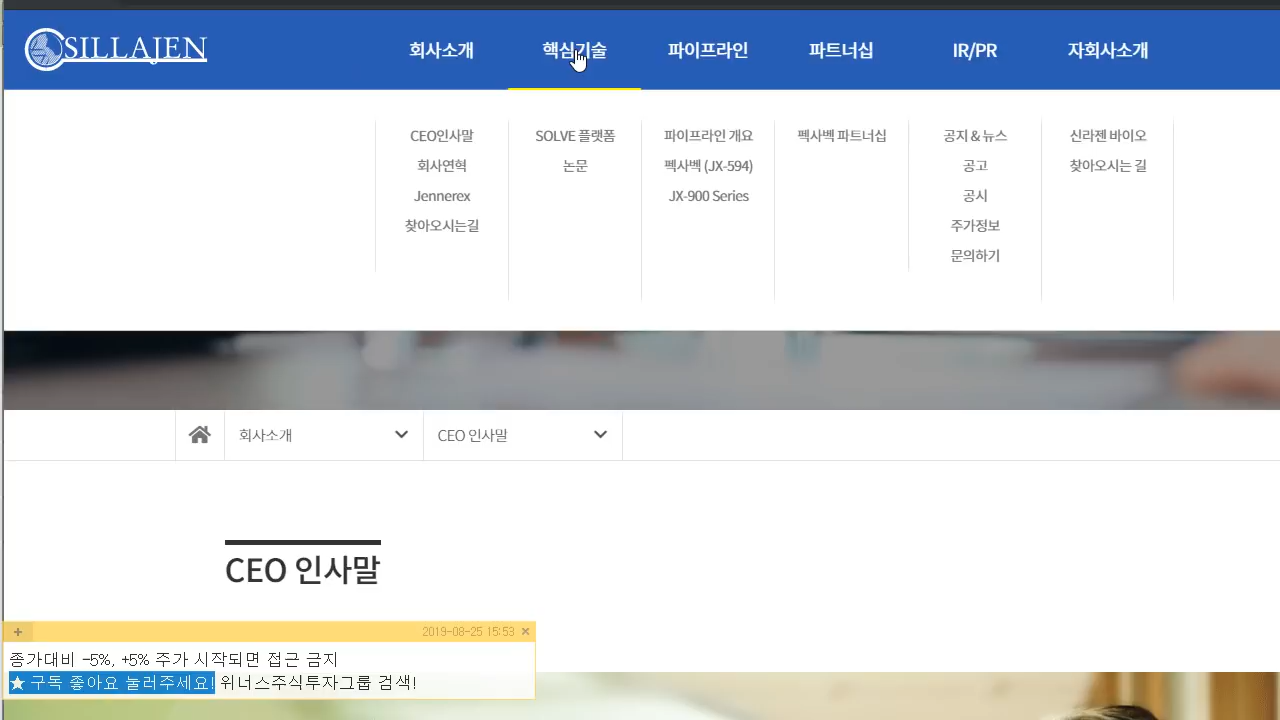 SILLAJEN
회사소개 핵심기술 파이프라인 파트너십 IR/PR 자회사소개
CEO인사말 SOLVE 플랫폼 파이프라인 개요 펙사벡 파트너십 공지 & 뉴스 신라젠 바이오
회사연혁 논문 펙사벡 (JX-594) 공고 찾아오시는 길
Jennerex JX-900 Series 공시
찾아오시는길 주가정보
문의하기
회사소개 CEO 인사말
CEO 인사말
2019-08-25 15:53
종가대비 -5%, +5% 주가 시작되면 접근 금지
★ 구독 좋아요 눌러주세요! 위너스주식투자그룹 검색!